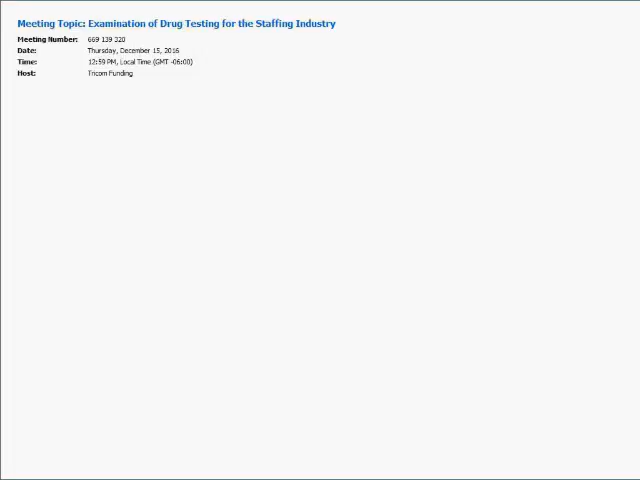 Meeting Topic: Examination of Drug Testing for the Staffing Industry
Meeting Number: 669 139 320
Date: Thursday, December 15, 2016
Time: 12:59 PM, Local Time (GMT -06:00)
Host: Tricom Funding